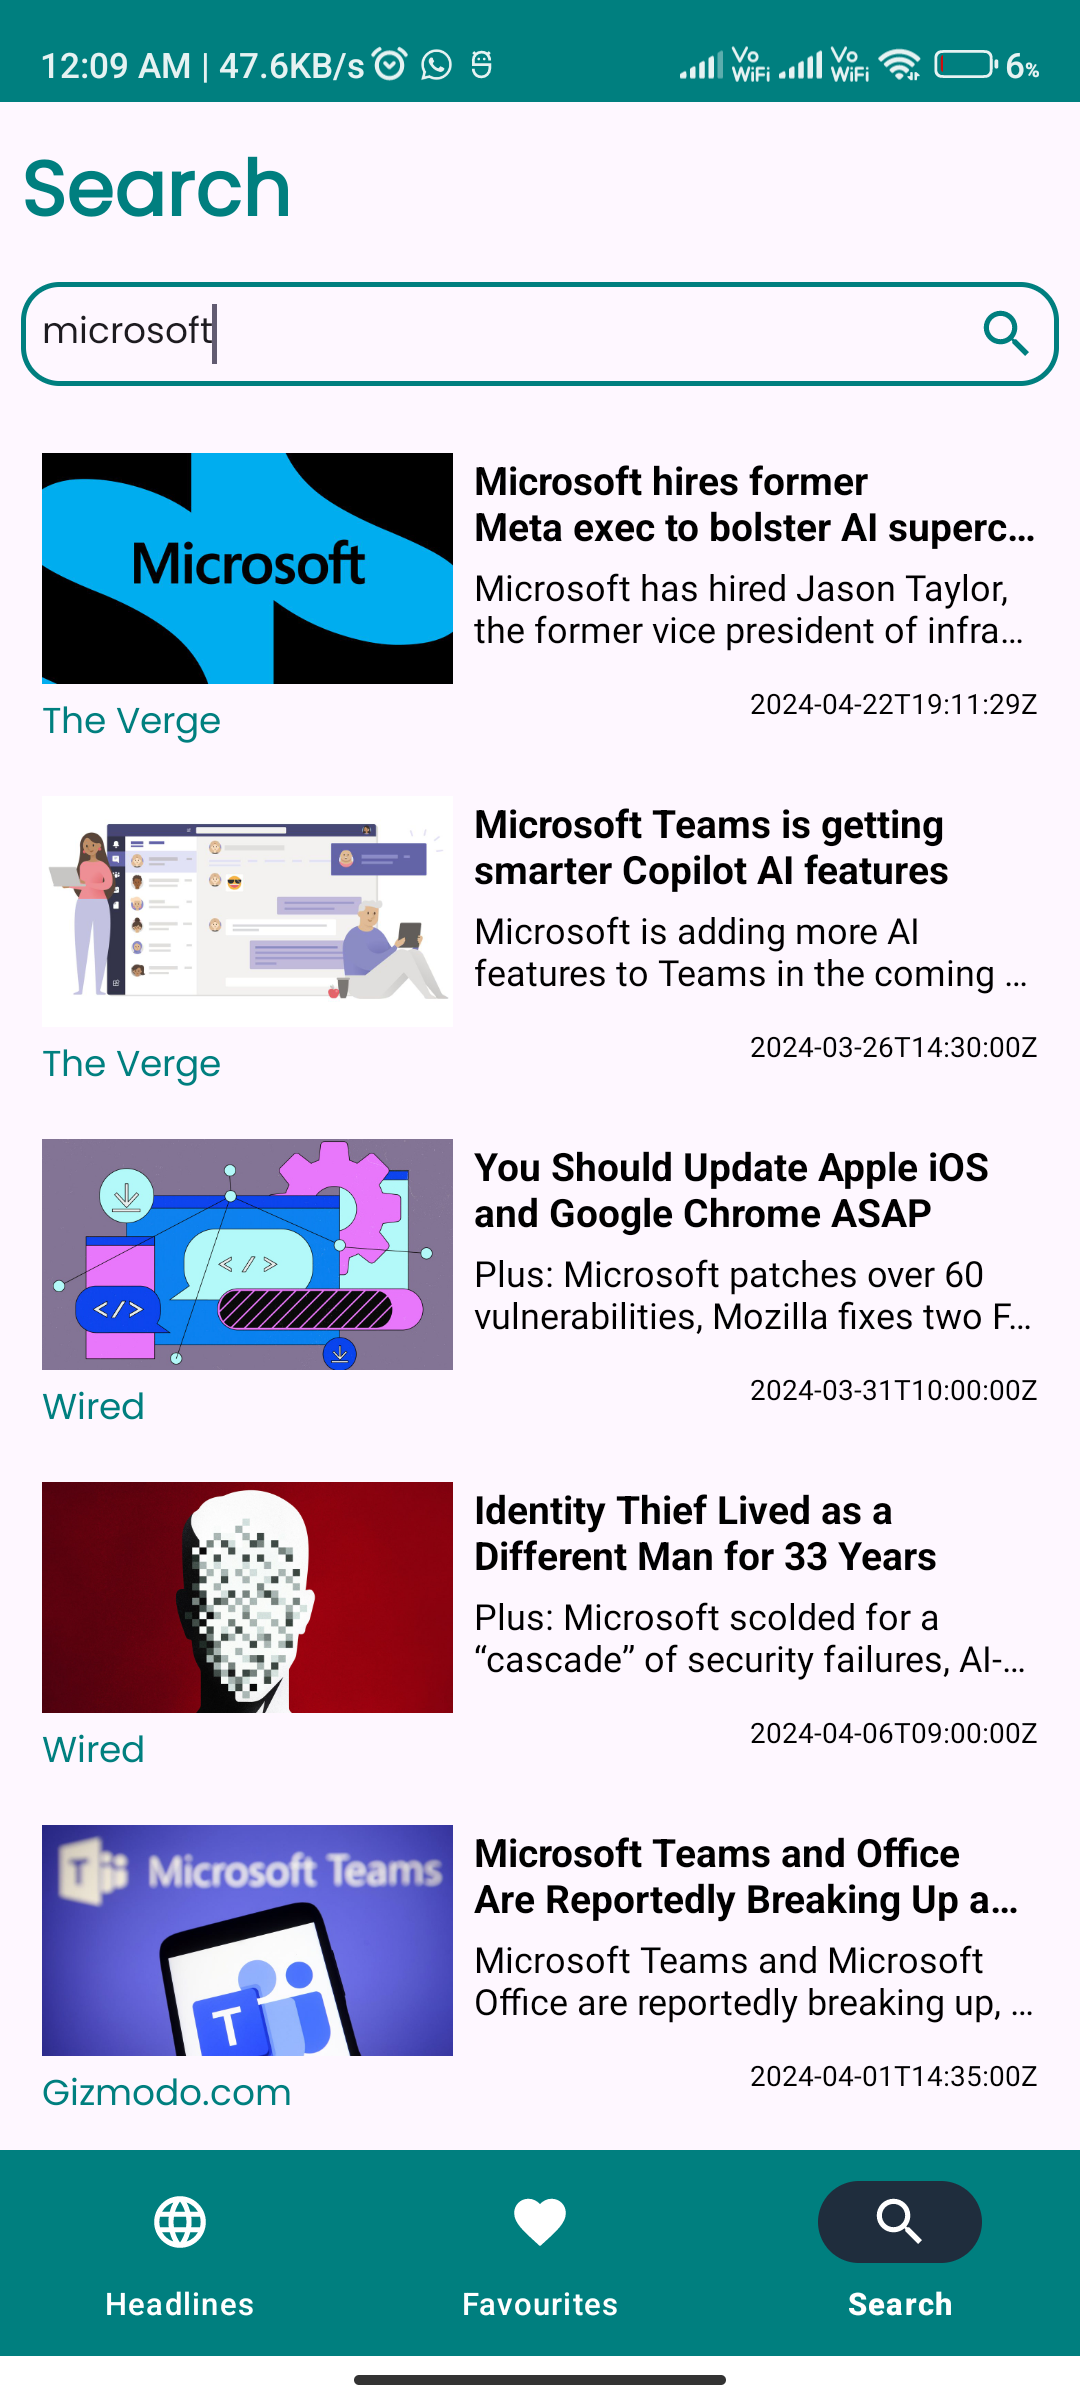 12:09 AM | 47.6KB/s Vo WiFi Vo WiFi 6%
Search
microsoft
Microsoft
Microsoft hires former
Meta exec to bolster AI superc...
Microsoft has hired Jason Taylor,
the former vice president of infra...
The Verge
2024-04-22T19:11:29Z
Microsoft Teams is getting
smarter Copilot AI features
Microsoft is adding more AI
features to Teams in the coming ...
The Verge
2024-03-26T14:30:00Z
</>
</>
You Should Update Apple iOS
and Google Chrome ASAP
Plus: Microsoft patches over 60
vulnerabilities, Mozilla fixes two F...
Wired
2024-03-31T10:00:00Z
Identity Thief Lived as a
Different Man for 33 Years
Plus: Microsoft scolded for a
“cascade” of security failures, AI-...
Wired
2024-04-06T09:00:00Z
T Microsoft Teams
T
Microsoft Teams and Office
Are Reportedly Breaking Up a...
Microsoft Teams and Microsoft
Office are reportedly breaking up, ...
Gizmodo.com
2024-04-01T14:35:00Z
Headlines
Favourites
Search